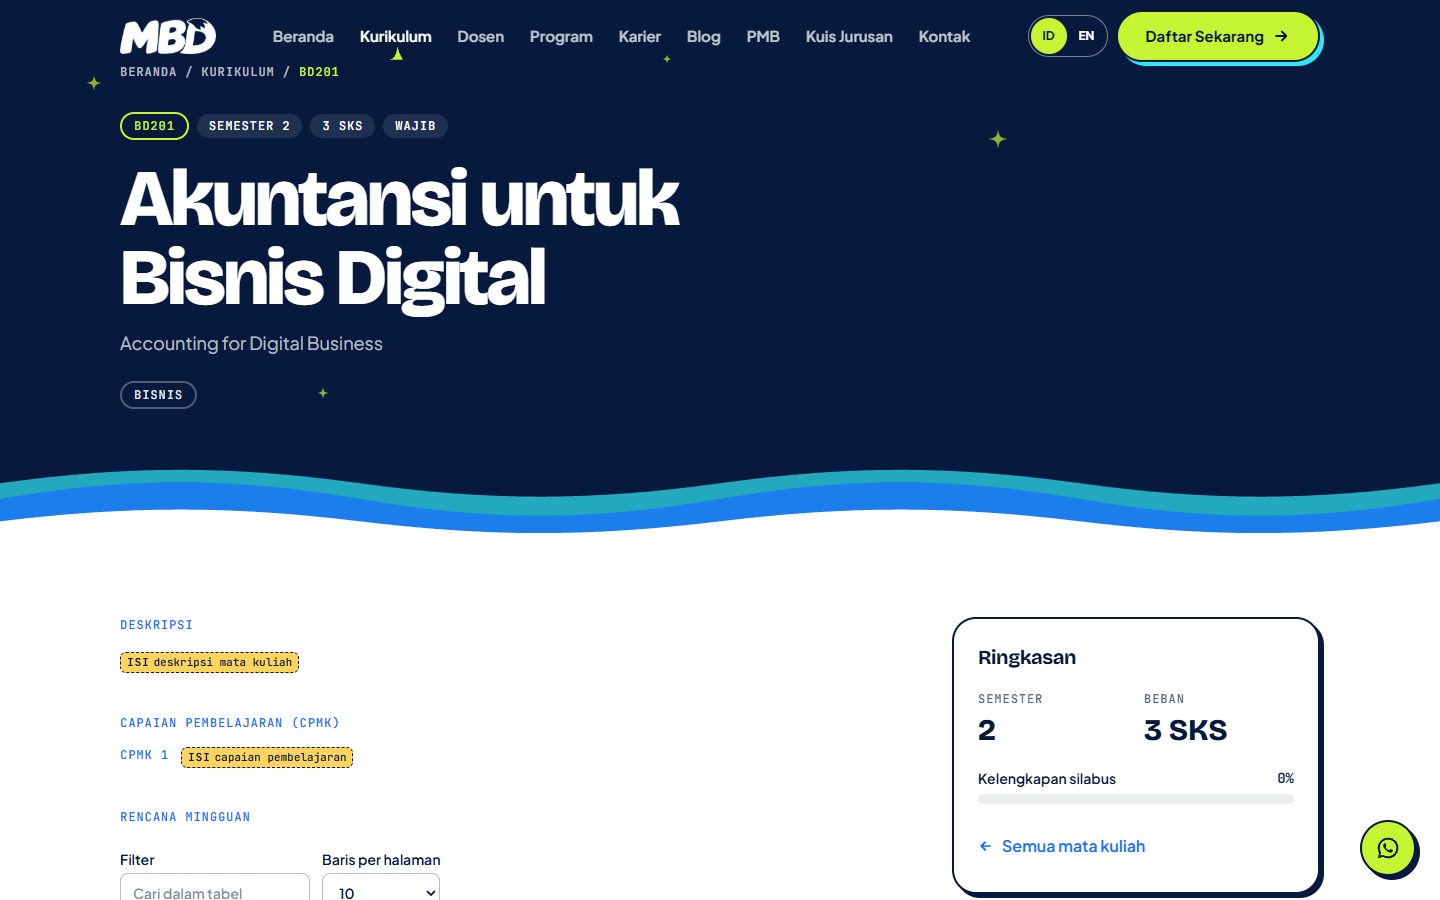 MBD
Beranda Kurikulum Dosen Program Karier Blog PMB Kuis Jurusan Kontak
ID EN
Daftar Sekarang →
BERANDA / KURIKULUM / BD201
BD201 SEMESTER 2 3 SKS WAJIB
Akuntansi untuk
Bisnis Digital
Accounting for Digital Business
BISNIS
DESKRIPSI
ISI deskripsi mata kuliah
CAPAIAN PEMBELAJARAN (CPMK)
CPMK 1 ISI capaian pembelajaran
RENCANA MINGGUAN
Filter Baris per halaman
Cari dalam tabel 10
Ringkasan
SEMESTER BEBAN
2 3 SKS
Kelengkapan silabus 0%
← Semua mata kuliah